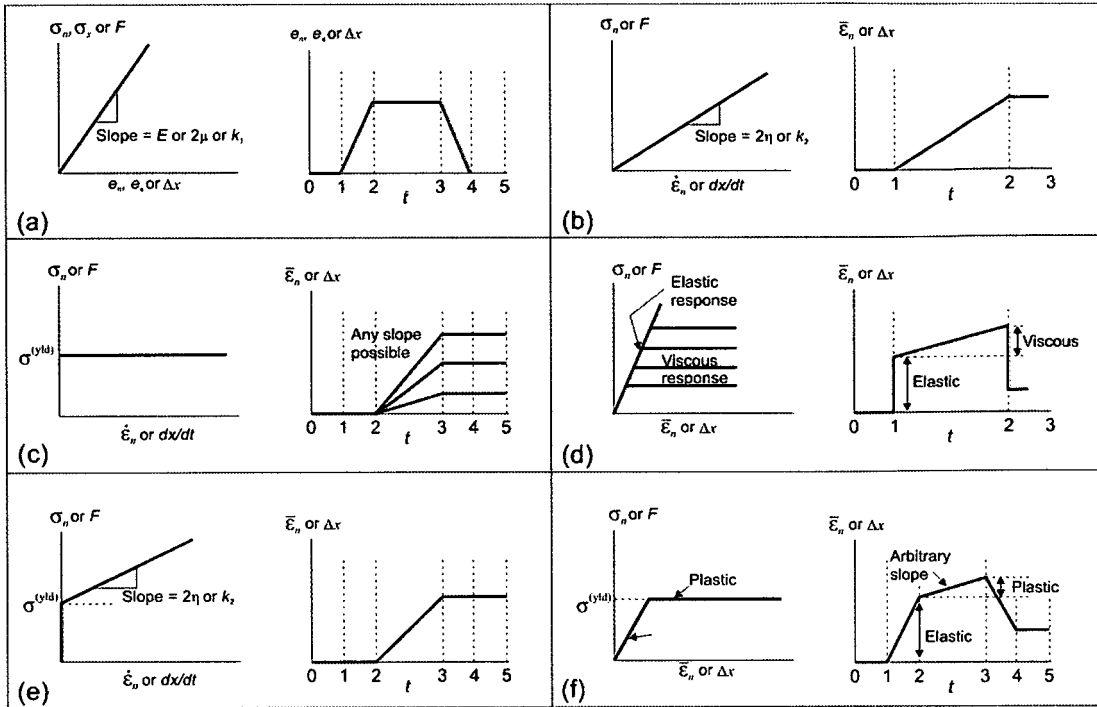 σn, σs or F
Slope = E or 2μ or k1
en, es or Δx
en, es or Δx
0 1 2 3 4 5
t
(a)
σn or F
Slope = 2η or k2
ε̇n or dx/dt
ε̄n or Δx
0 1 2 3
t
(b)
σn or F
σ(yld)
ε̇n or dx/dt
ε̄n or Δx
Any slope
possible
0 1 2 3 4 5
t
(c)
σn or F
Elastic
response
Viscous
response
ε̄n or Δx
ε̄n or Δx
Viscous
Elastic
0 1 2 3
t
(d)
σn or F
σ(yld)
Slope = 2η or k2
ε̇n or dx/dt
ε̄n or Δx
0 1 2 3 4 5
t
(e)
σn or F
Plastic
σ(yld)
ε̄n or Δx
ε̄n or Δx
Arbitrary
slope
Plastic
Elastic
0 1 2 3 4 5
t
(f)